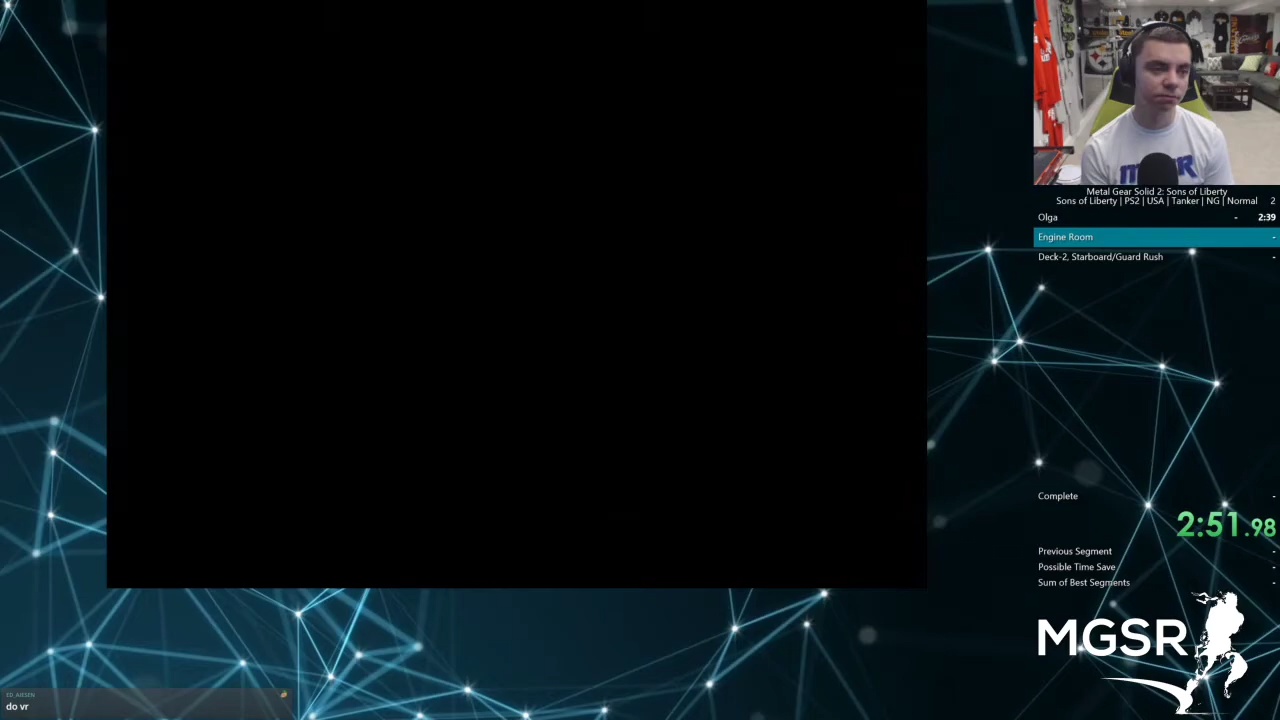 Metal Gear Solid 2: Sons of Liberty
Sons of Liberty | PS2 | USA | Tanker | NG | Normal 2
Olga - 2:39
Engine Room -
Deck-2, Starboard/Guard Rush -
Complete -
2:51.98
Previous Segment -
Possible Time Save -
Sum of Best Segments -
MGSR
do vr